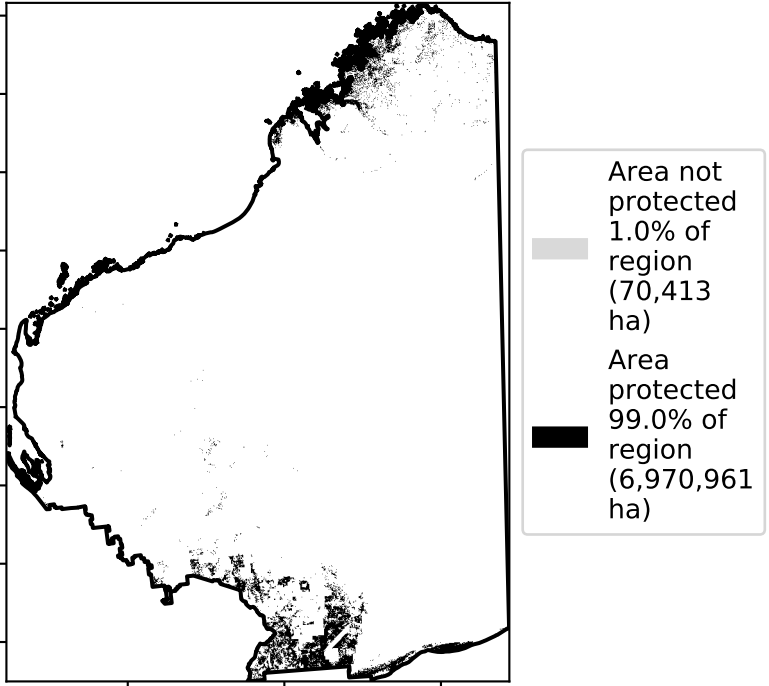 Area not
protected
1.0% of
region
(70,413
ha)
Area
protected
99.0% of
region
(6,970,961
ha)